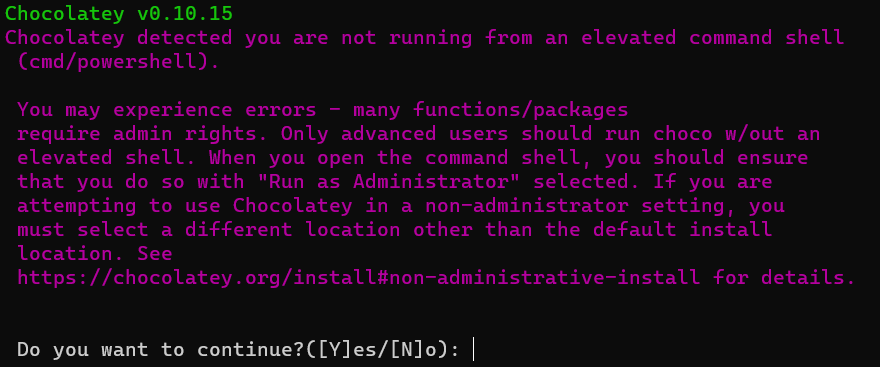 Chocolatey v0.10.15
Chocolatey detected you are not running from an elevated command shell
(cmd/powershell).
You may experience errors - many functions/packages
require admin rights. Only advanced users should run choco w/out an
elevated shell. When you open the command shell, you should ensure
that you do so with "Run as Administrator" selected. If you are
attempting to use Chocolatey in a non-administrator setting, you
must select a different location other than the default install
location. See
https://chocolatey.org/install#non-administrative-install for details.
Do you want to continue?([Y]es/[N]o):